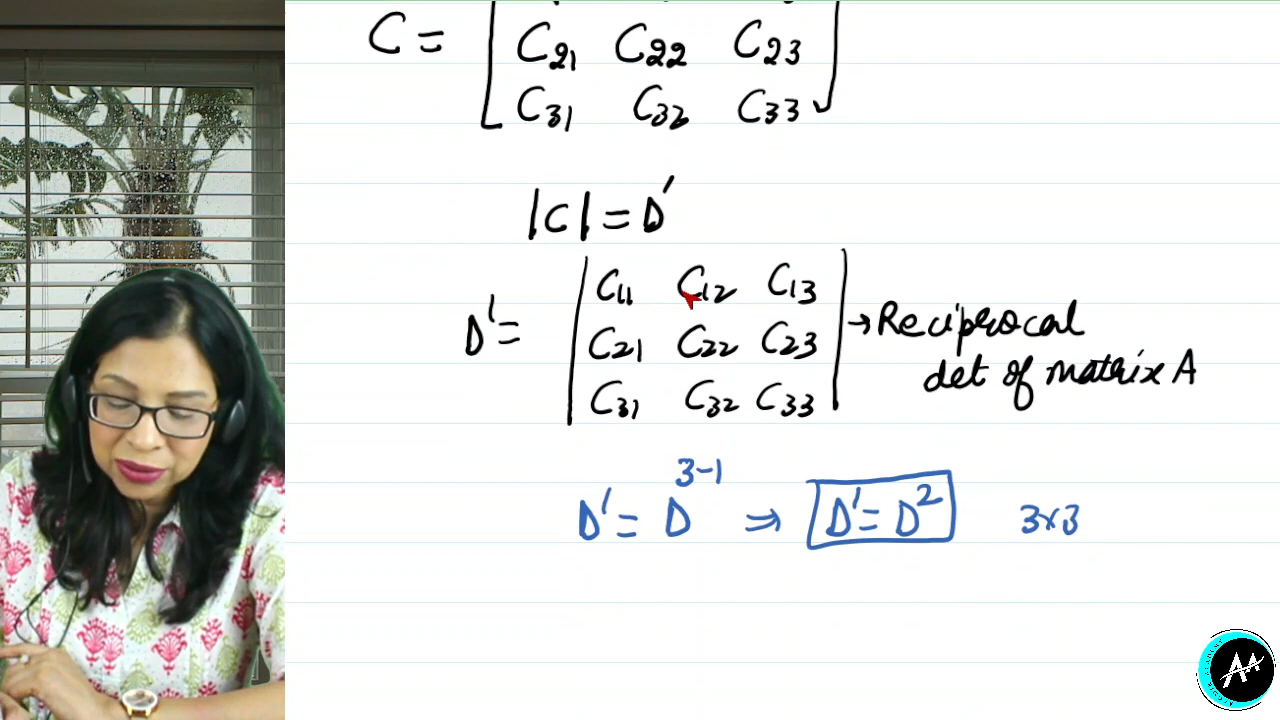 C =
C21 C22 C23
C31 C32 C33
|C| = D'
D' =
C11 C12 C13
C21 C22 C23
C31 C32 C33
→ Reciprocal
det of matrix A
D' = D^3-1 ⇒ D' = D^2 3×3